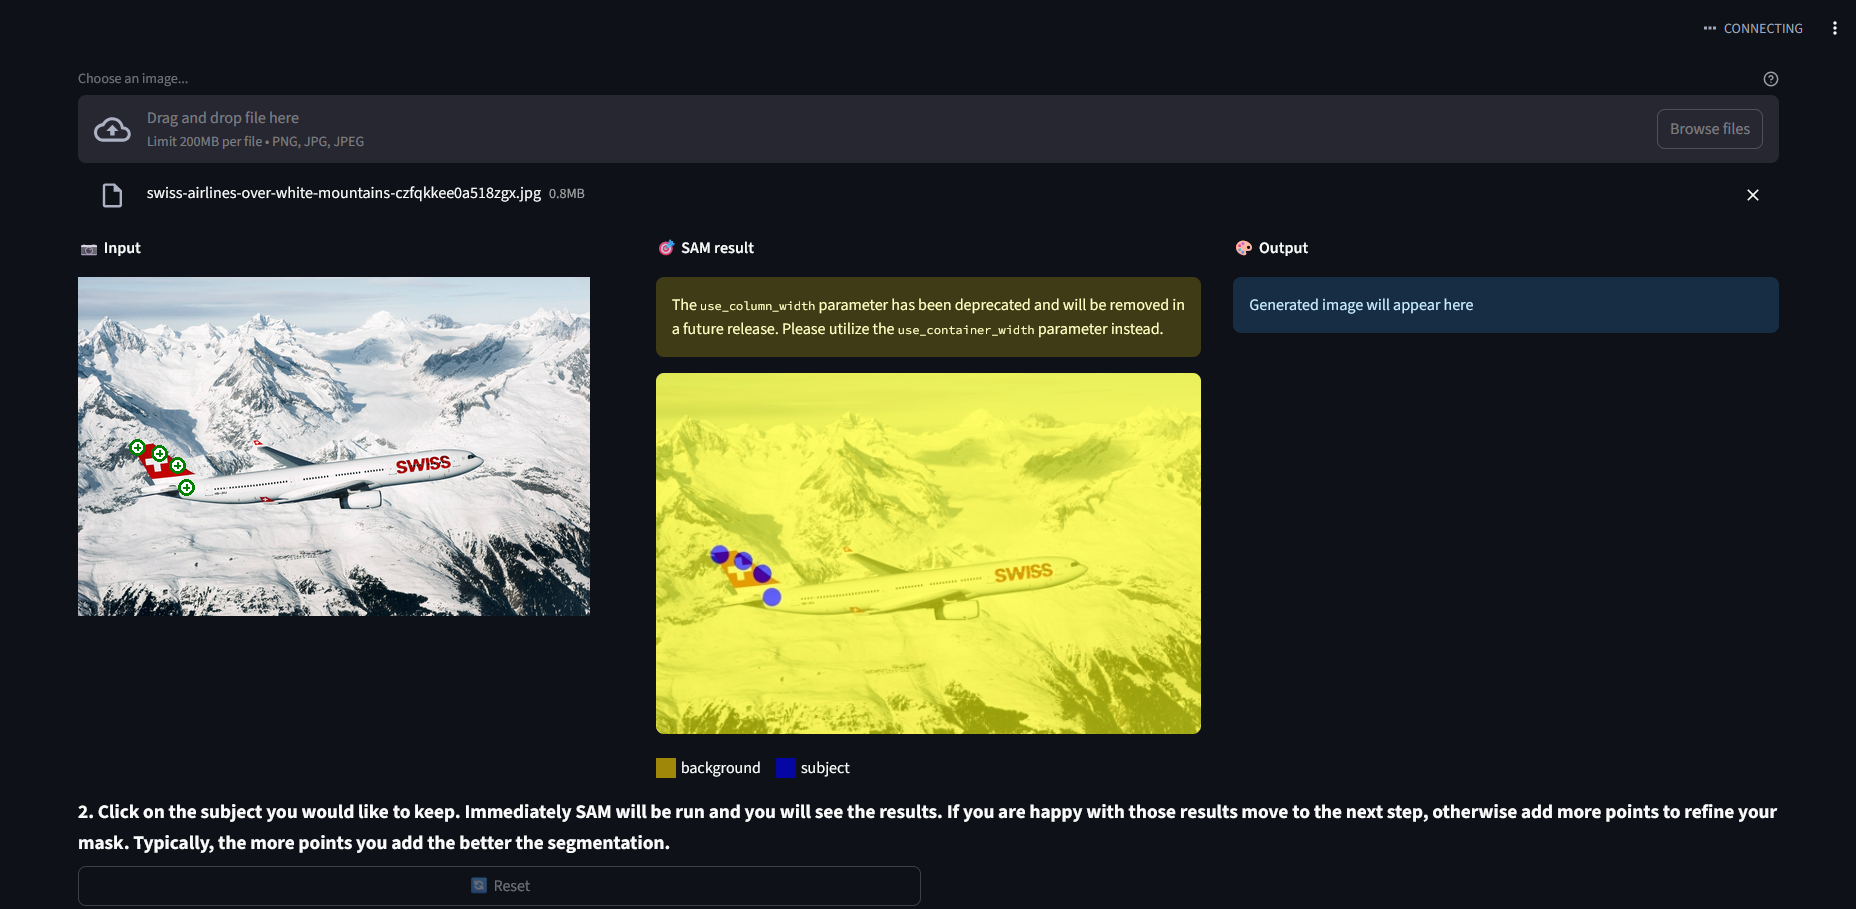 CONNECTING
Choose an image...
Drag and drop file here
Limit 200MB per file • PNG, JPG, JPEG
Browse files
swiss-airlines-over-white-mountains-czfqkkee0a518zgx.jpg 0.8MB
Input
SAM result
Output
SWISS
The use_column_width parameter has been deprecated and will be removed in
a future release. Please utilize the use_container_width parameter instead.
SWISS
Generated image will appear here
background subject
2. Click on the subject you would like to keep. Immediately SAM will be run and you will see the results. If you are happy with those results move to the next step, otherwise add more points to refine your
mask. Typically, the more points you add the better the segmentation.
Reset